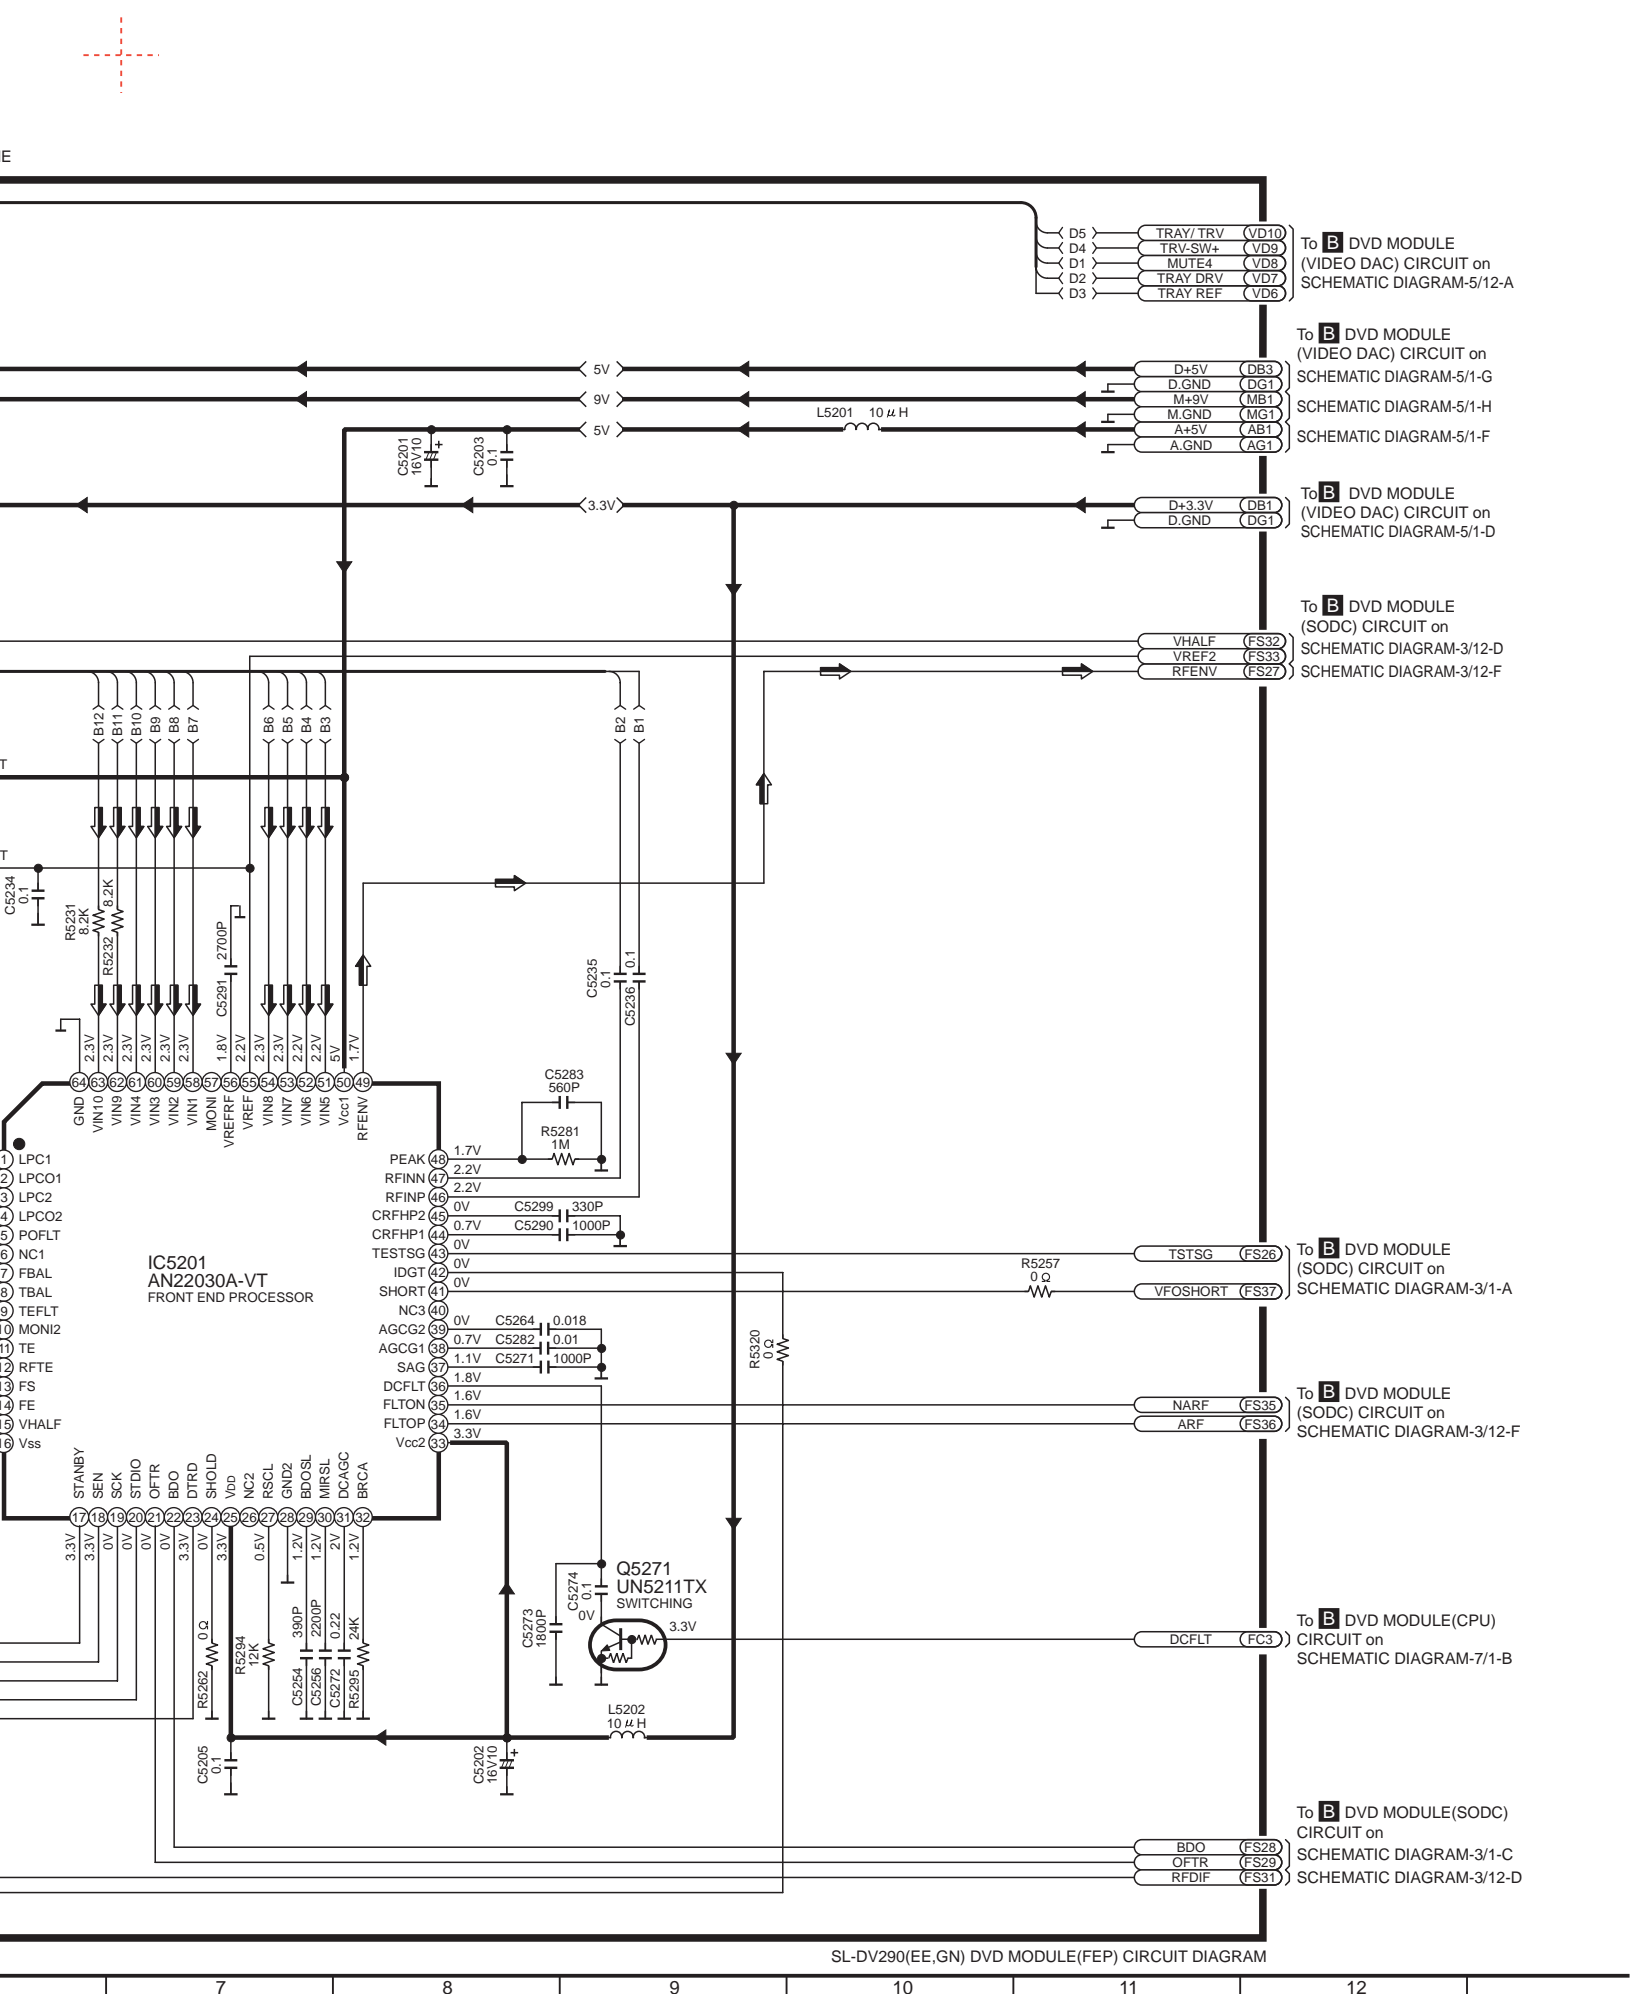 E
D5 TRAY/ TRV VD10
D4 TRV-SW+ VD9
D1 MUTE4 VD8
D2 TRAY DRV VD7
D3 TRAY REF VD6
To B DVD MODULE
(VIDEO DAC) CIRCUIT on
SCHEMATIC DIAGRAM-5/12-A
To B DVD MODULE
(VIDEO DAC) CIRCUIT on
5V D+5V DB3
D.GND DG1
SCHEMATIC DIAGRAM-5/1-G
9V M+9V MB1
M.GND MG1
SCHEMATIC DIAGRAM-5/1-H
L5201 10 μ H
5V A+5V AB1
A.GND AG1
SCHEMATIC DIAGRAM-5/1-F
C5201
16V10
+
C5203
0.1
3.3V D+3.3V DB1
D.GND DG1
To B DVD MODULE
(VIDEO DAC) CIRCUIT on
SCHEMATIC DIAGRAM-5/1-D
To B DVD MODULE
(SODC) CIRCUIT on
VHALF FS32
VREF2 FS33
SCHEMATIC DIAGRAM-3/12-D
RFENV FS27
SCHEMATIC DIAGRAM-3/12-F
B12 B11 B10 B9 B8 B7 B6 B5 B4 B3 B2 B1
T
T
C5234
0.1
R5231
8.2K
R5232
8.2K
C5291 2700P
C5235
0.1
C5236 0.1
2.3V 2.3V 2.3V 2.3V 2.3V 2.3V 1.8V 2.2V 2.3V 2.3V 2.2V 2.2V 5V 1.7V
64 63 62 61 60 59 58 57 56 55 54 53 52 51 50 49
GND VIN10 VIN9 VIN4 VIN3 VIN2 VIN1 MONI VREFRF VREF VIN8 VIN7 VIN6 VIN5 Vcc1 RFENV
C5283
560P
R5281
1M
1 LPC1
2 LPCO1
3 LPC2
4 LPCO2
5 POFLT
6 NC1
7 FBAL
8 TBAL
9 TEFLT
10 MONI2
11 TE
12 RFTE
13 FS
14 FE
15 VHALF
16 Vss
IC5201
AN22030A-VT
FRONT END PROCESSOR
PEAK 48 1.7V
RFINN 47 2.2V
RFINP 46 2.2V
CRFHP2 45 0V C5299 330P
CRFHP1 44 0.7V C5290 1000P
TESTSG 43 0V
IDGT 42 0V
SHORT 41 0V
NC3 40
AGCG2 39 0V C5264 0.018
AGCG1 38 0.7V C5282 0.01
SAG 37 1.1V C5271 1000P
DCFLT 36 1.8V
FLTON 35 1.6V
FLTOP 34 1.6V
Vcc2 33 3.3V
R5257
0 Ω
R5320
0 Ω
TSTSG FS26
VFOSHORT FS37
To B DVD MODULE
(SODC) CIRCUIT on
SCHEMATIC DIAGRAM-3/1-A
NARF FS35
ARF FS36
To B DVD MODULE
(SODC) CIRCUIT on
SCHEMATIC DIAGRAM-3/12-F
STANBY SEN SCK STDIO OFTR BDO DTRD SHOLD VDD NC2 RSCL GND2 BDOSL MIRSL DCAGC BRCA
17 18 19 20 21 22 23 24 25 26 27 28 29 30 31 32
3.3V 3.3V 0V 0V 0V 0V 3.3V 0V 3.3V 0.5V 1.2V 1.2V 2V 1.2V
R5262 0 Ω
R5294
12K
C5254 390P
C5256 2200P
C5272 0.22
R5295 24K
C5273
1800P
C5274
0.1
0V
Q5271
UN5211TX
SWITCHING
3.3V
DCFLT FC3
To B DVD MODULE(CPU)
CIRCUIT on
SCHEMATIC DIAGRAM-7/1-B
L5202
10 μ H
C5205
0.1
C5202
16V10
+
To B DVD MODULE(SODC)
CIRCUIT on
BDO FS28
OFTR FS29
SCHEMATIC DIAGRAM-3/1-C
RFDIF FS31
SCHEMATIC DIAGRAM-3/12-D
SL-DV290(EE,GN) DVD MODULE(FEP) CIRCUIT DIAGRAM
7 8 9 10 11 12